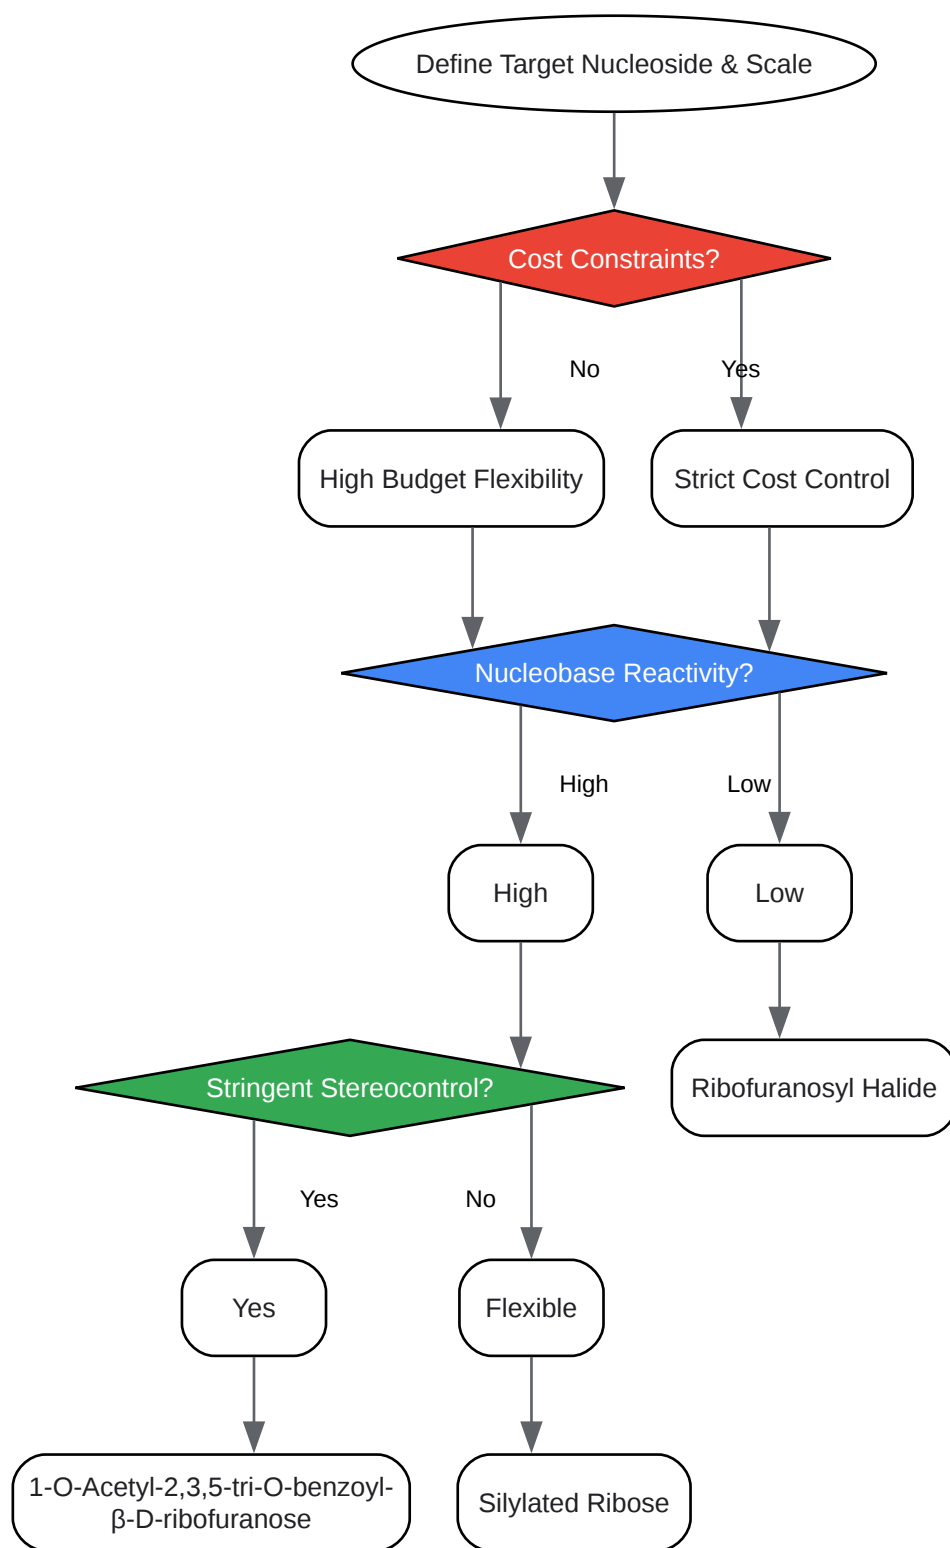 Define Target Nucleoside & Scale
Cost Constraints?
No
Yes
High Budget Flexibility
Strict Cost Control
Nucleobase Reactivity?
High
Low
High
Low
Ribofuranosyl Halide
Stringent Stereocontrol?
Yes
No
Yes
Flexible
1-O-Acetyl-2,3,5-tri-O-benzoyl-
β-D-ribofuranose
Silylated Ribose